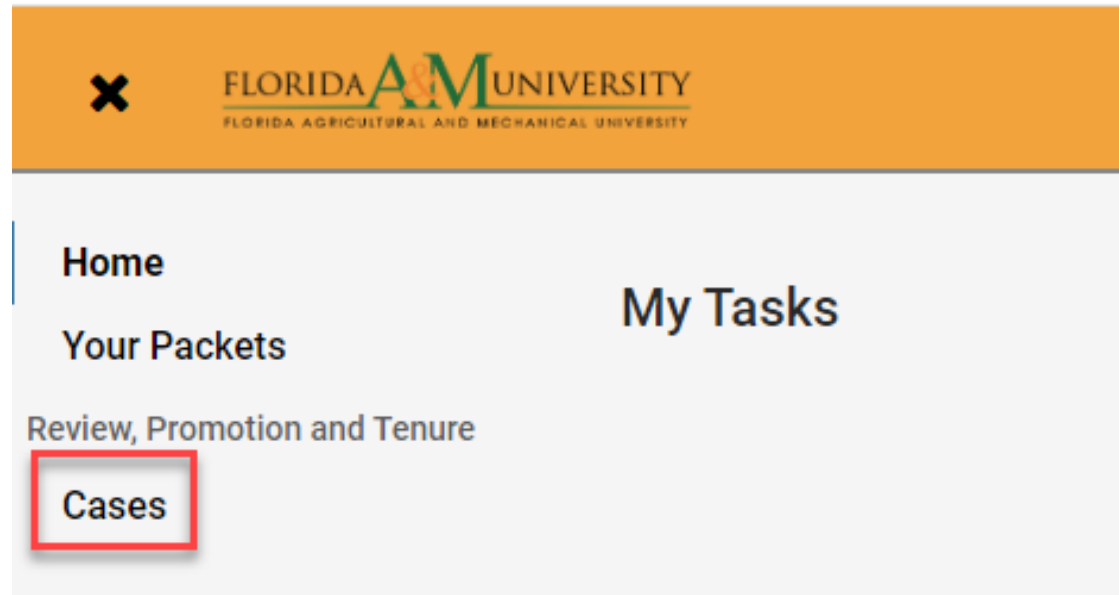 FLORIDA A&M UNIVERSITY
FLORIDA AGRICULTURAL AND MECHANICAL UNIVERSITY
Home
My Tasks
Your Packets
Review, Promotion and Tenure
Cases